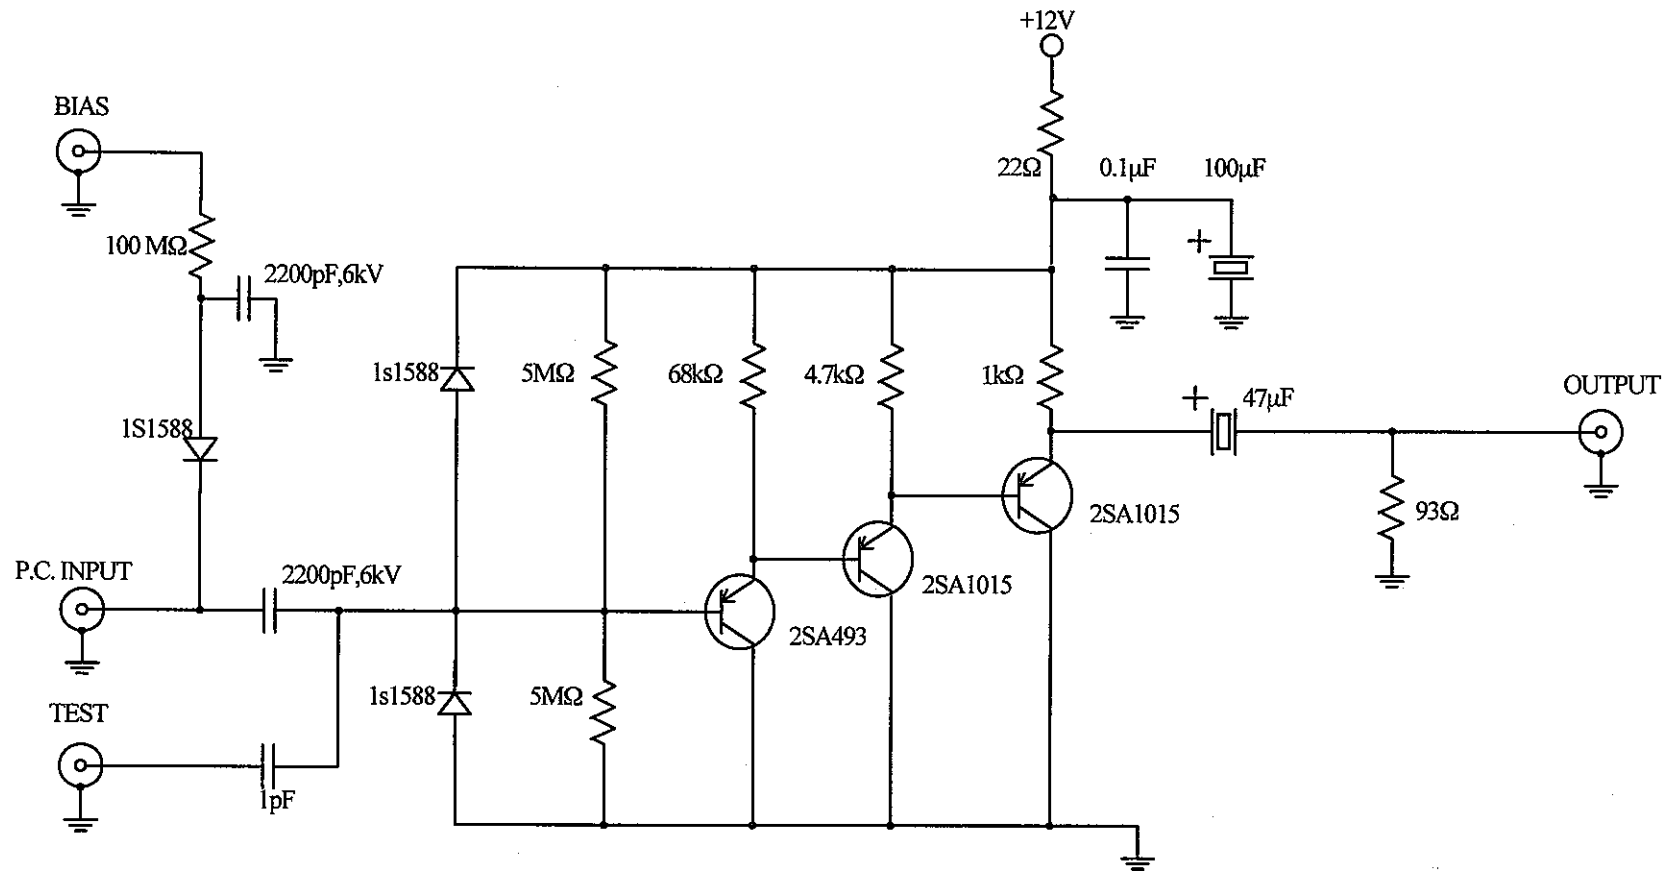 +12V
BIAS
22Ω
0.1μF
100μF
+
100 MΩ
2200pF,6kV
1s1588
5MΩ
68kΩ
4.7kΩ
1kΩ
+
47μF
OUTPUT
1S1588
2SA1015
93Ω
P.C. INPUT
2200pF,6kV
2SA1015
2SA493
1s1588
5MΩ
TEST
1pF